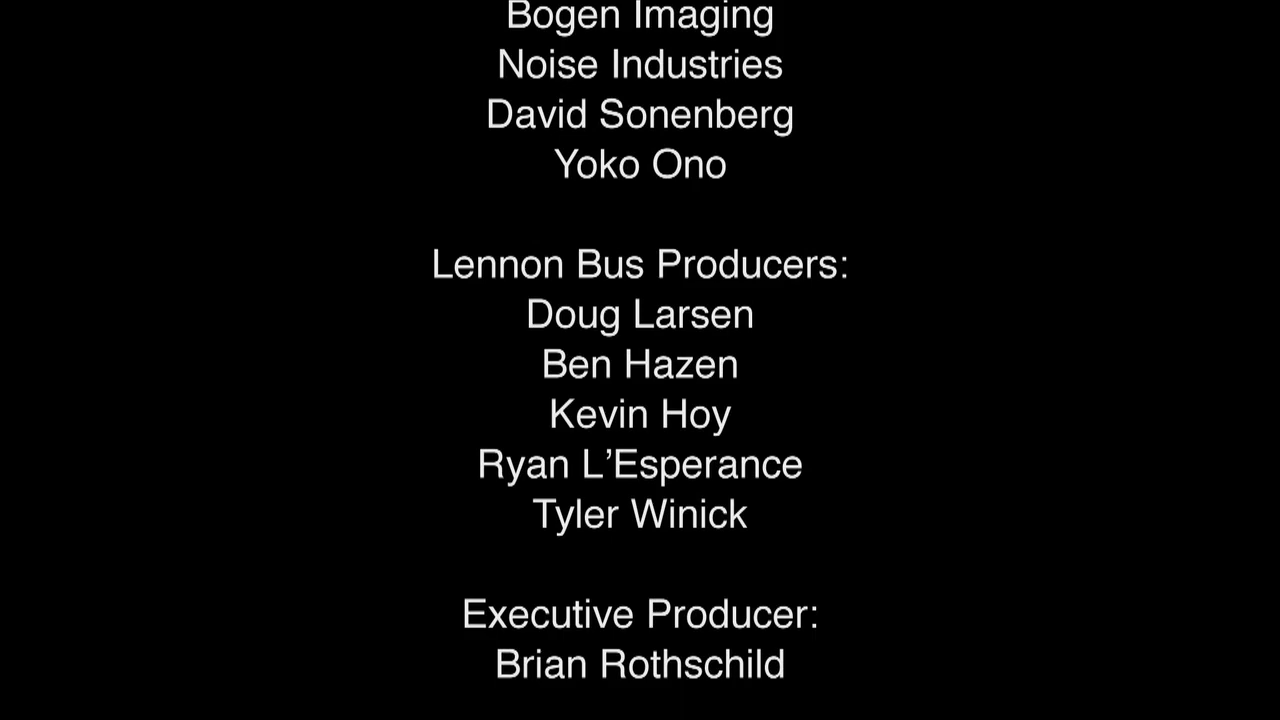 Bogen Imaging
Noise Industries
David Sonenberg
Yoko Ono
Lennon Bus Producers:
Doug Larsen
Ben Hazen
Kevin Hoy
Ryan L’Esperance
Tyler Winick
Executive Producer:
Brian Rothschild